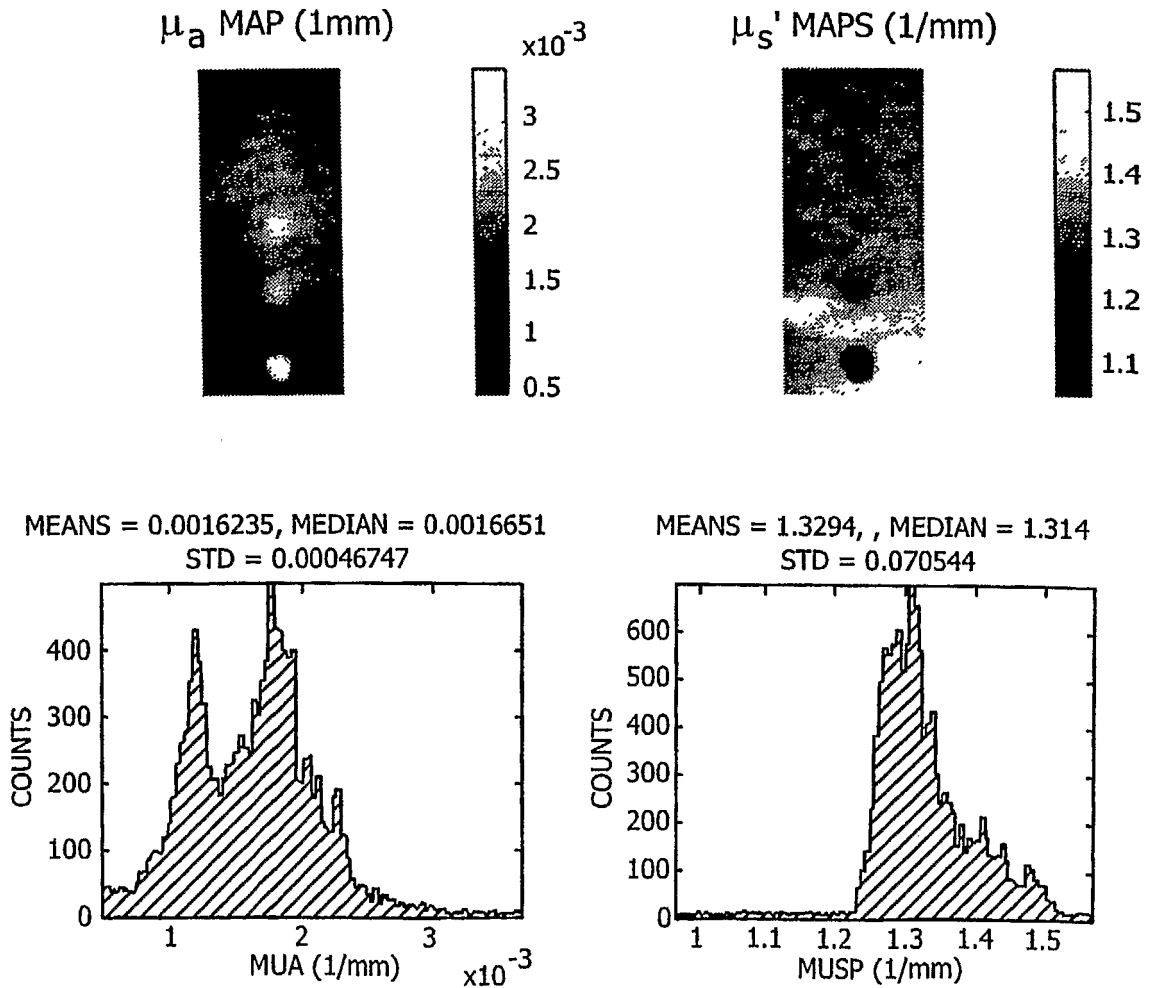 μa MAP (1mm)
x10-3
3
2.5
2
1.5
1
0.5
μs' MAPS (1/mm)
1.5
1.4
1.3
1.2
1.1
MEANS = 0.0016235, MEDIAN = 0.0016651
STD = 0.00046747
400
300
200
100
0
COUNTS
1 2 3
MUA (1/mm) x10-3
MEANS = 1.3294, , MEDIAN = 1.314
STD = 0.070544
600
500
400
300
200
100
0
COUNTS
1 1.1 1.2 1.3 1.4 1.5
MUSP (1/mm)